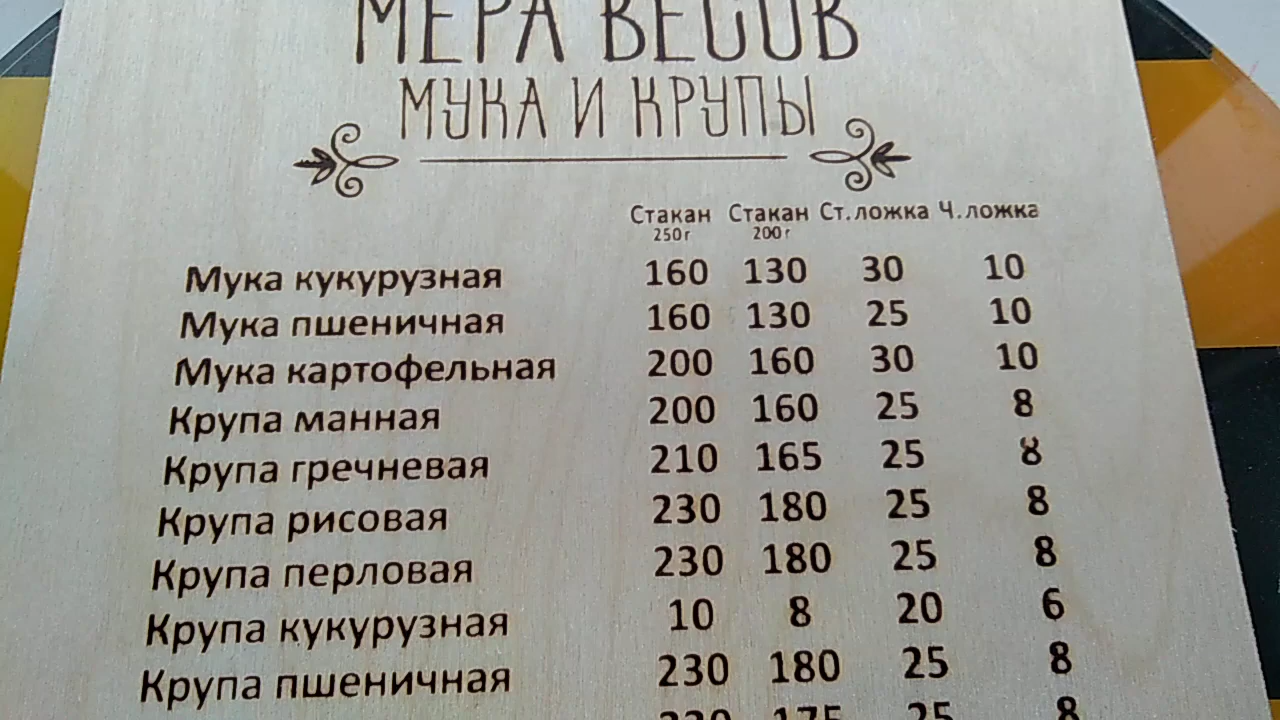 МЕРА ВЕСОВ
МУКА И КРУПЫ
Стакан Стакан Ст.ложка Ч.ложка
250г 200г
Мука кукурузная 160 130 30 10
Мука пшеничная 160 130 25 10
Мука картофельная 200 160 30 10
Крупа манная 200 160 25 8
Крупа гречневая 210 165 25 8
Крупа рисовая 230 180 25 8
Крупа перловая 230 180 25 8
Крупа кукурузная 10 8 20 6
Крупа пшеничная 230 180 25 8
175 25 8